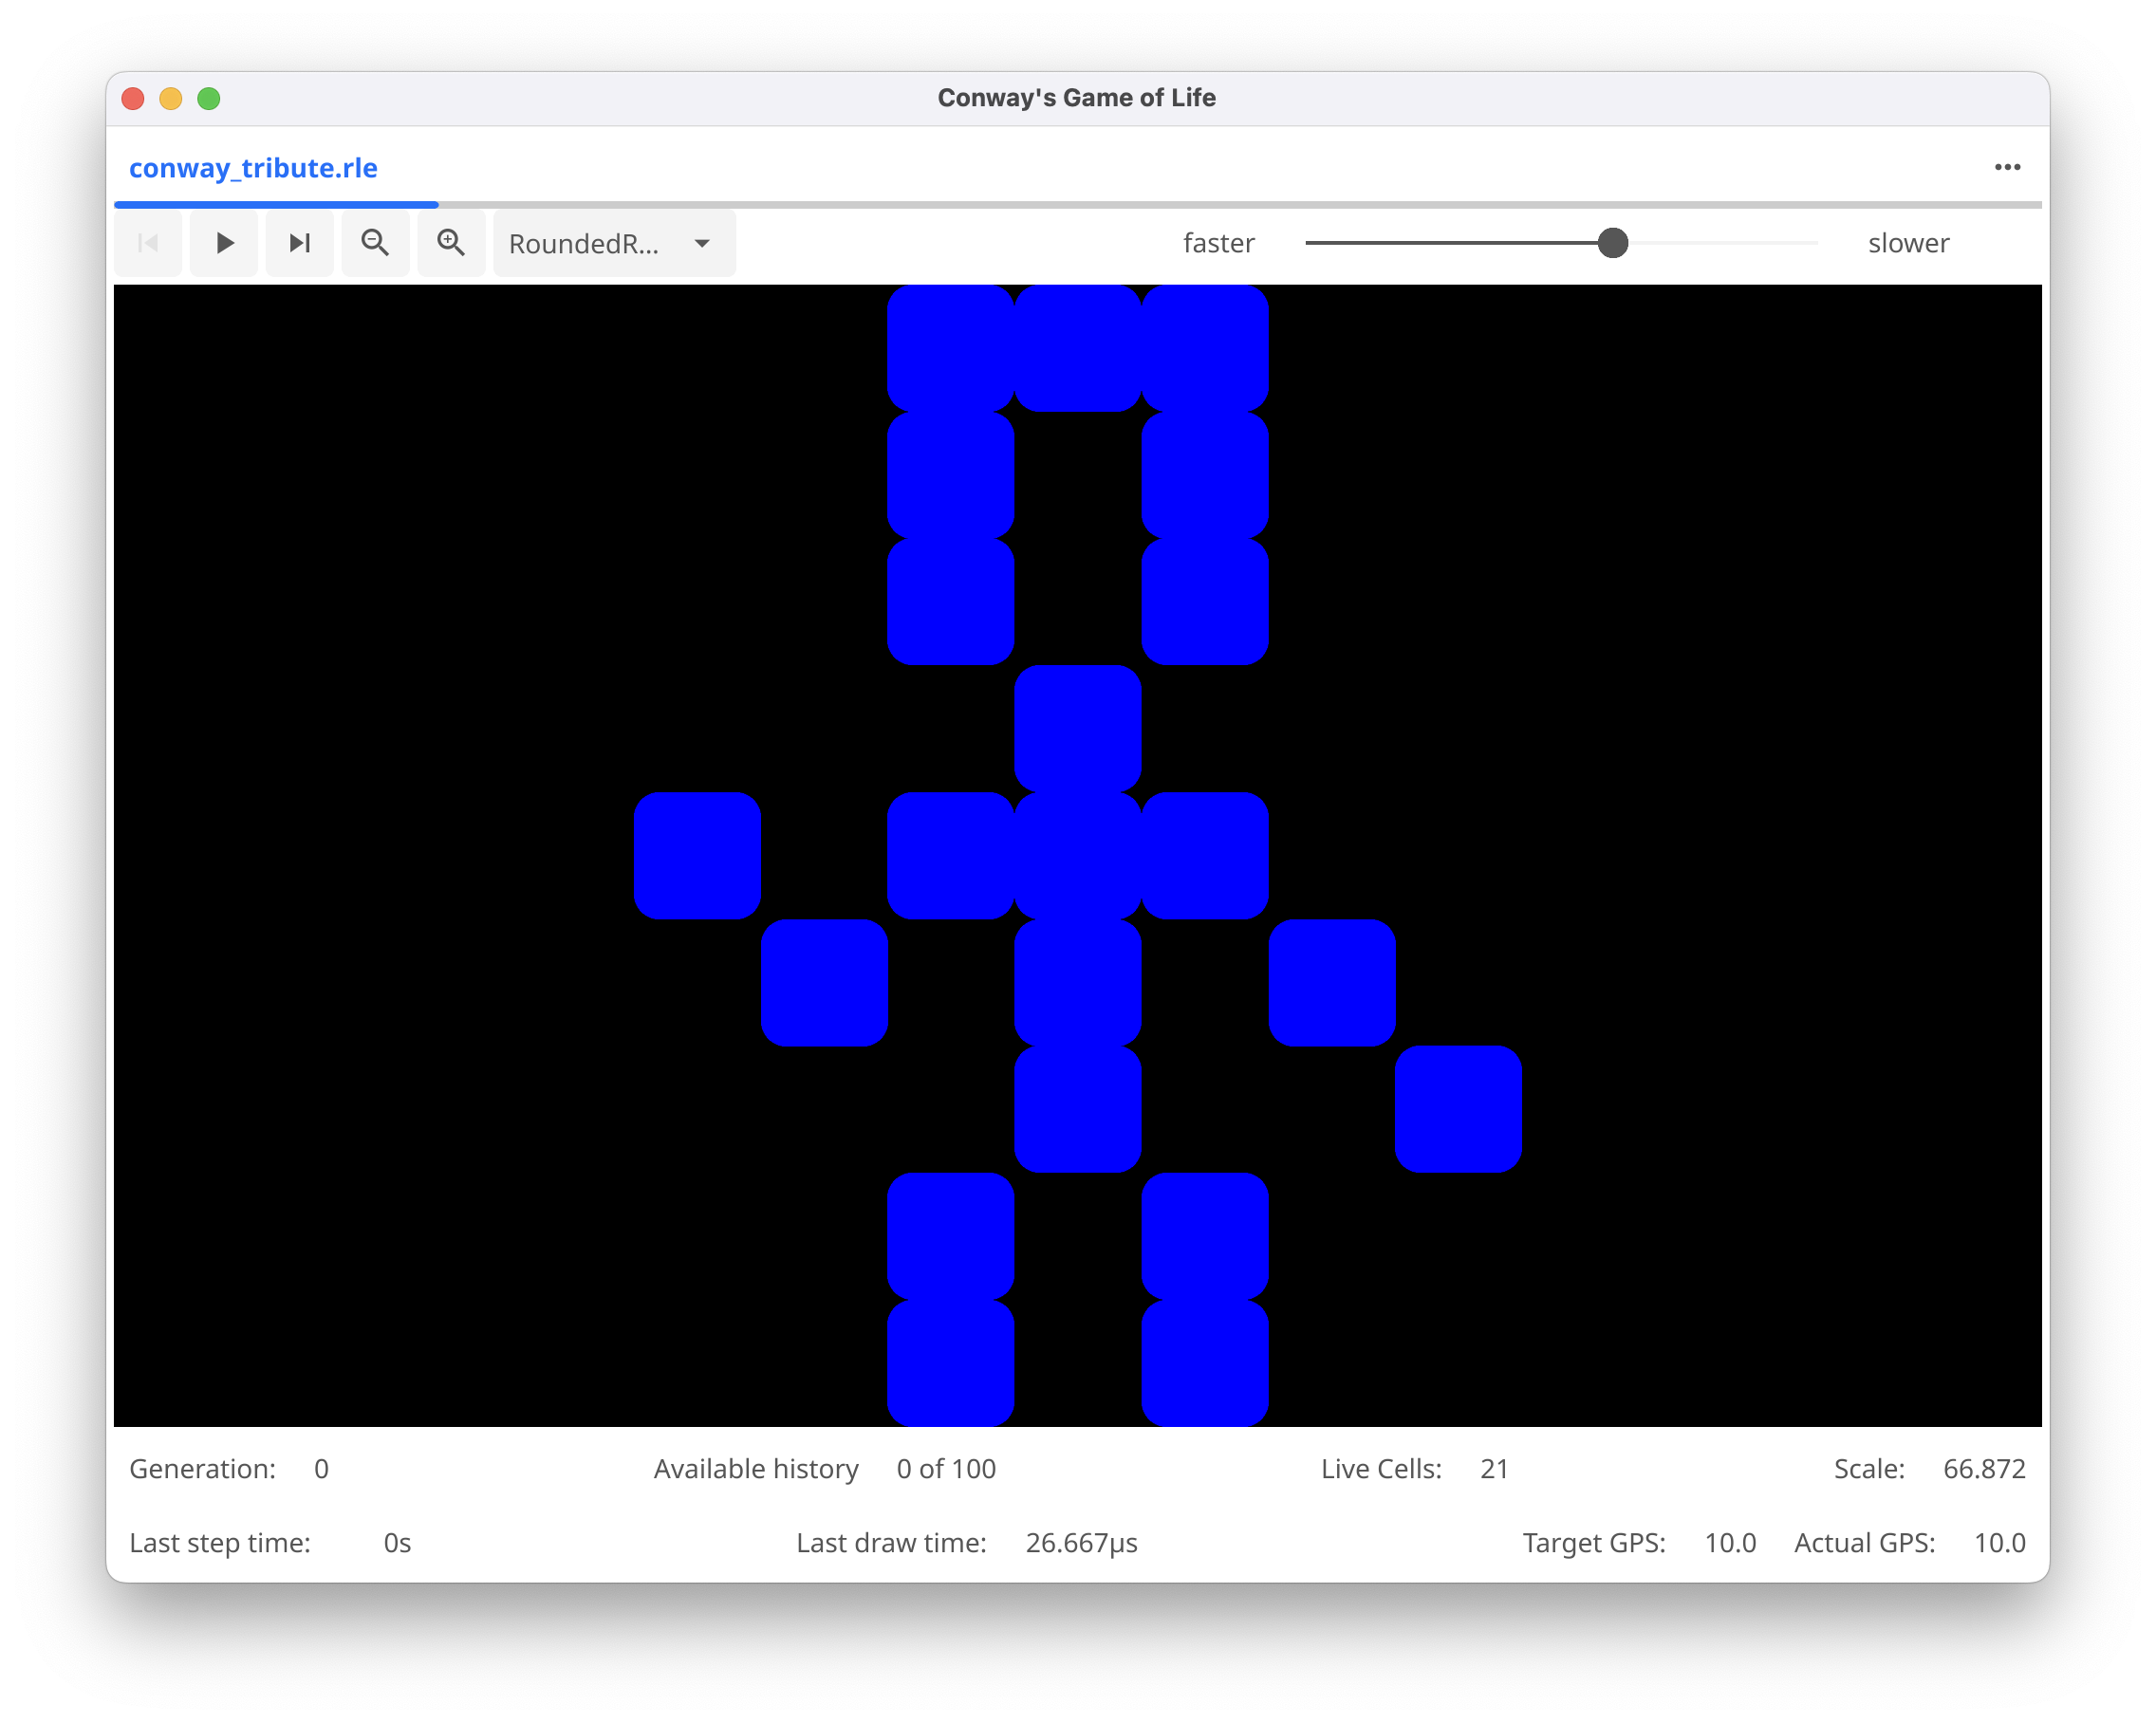 Conway's Game of Life
conway_tribute.rle
RoundedR... faster slower
Generation: 0 Available history 0 of 100 Live Cells: 21 Scale: 66.872
Last step time: 0s Last draw time: 26.667µs Target GPS: 10.0 Actual GPS: 10.0